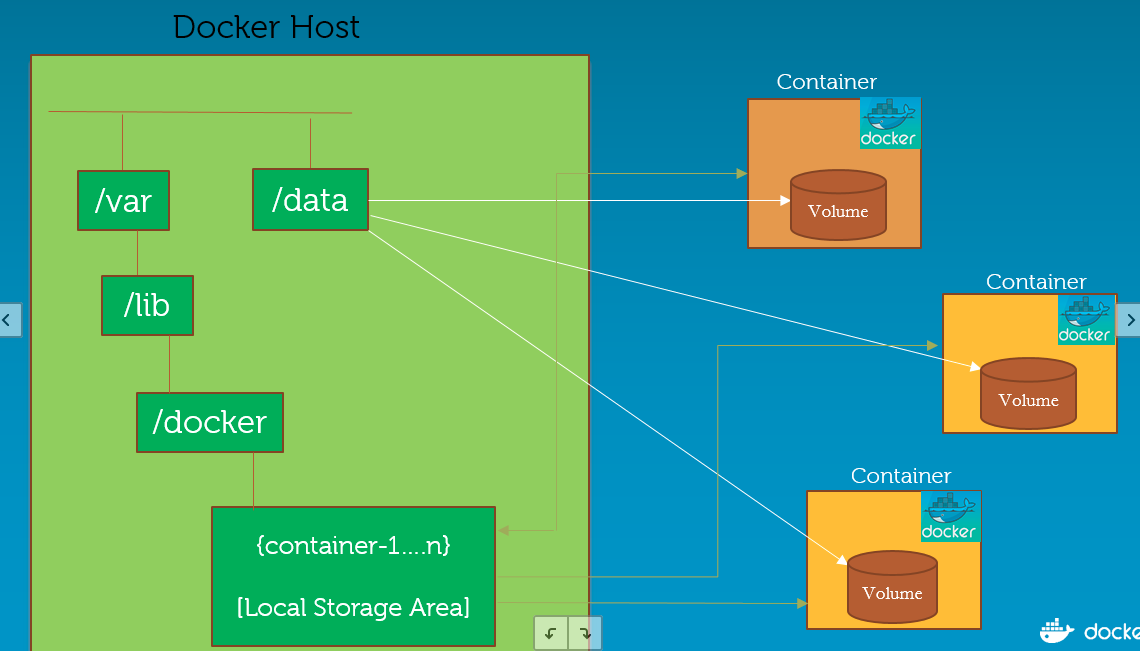 Docker Host
/var
/data
/lib
/docker
{container-1....n}
[Local Storage Area]
Container
docker
Volume
Container
docker
Volume
Container
docker
Volume
docke